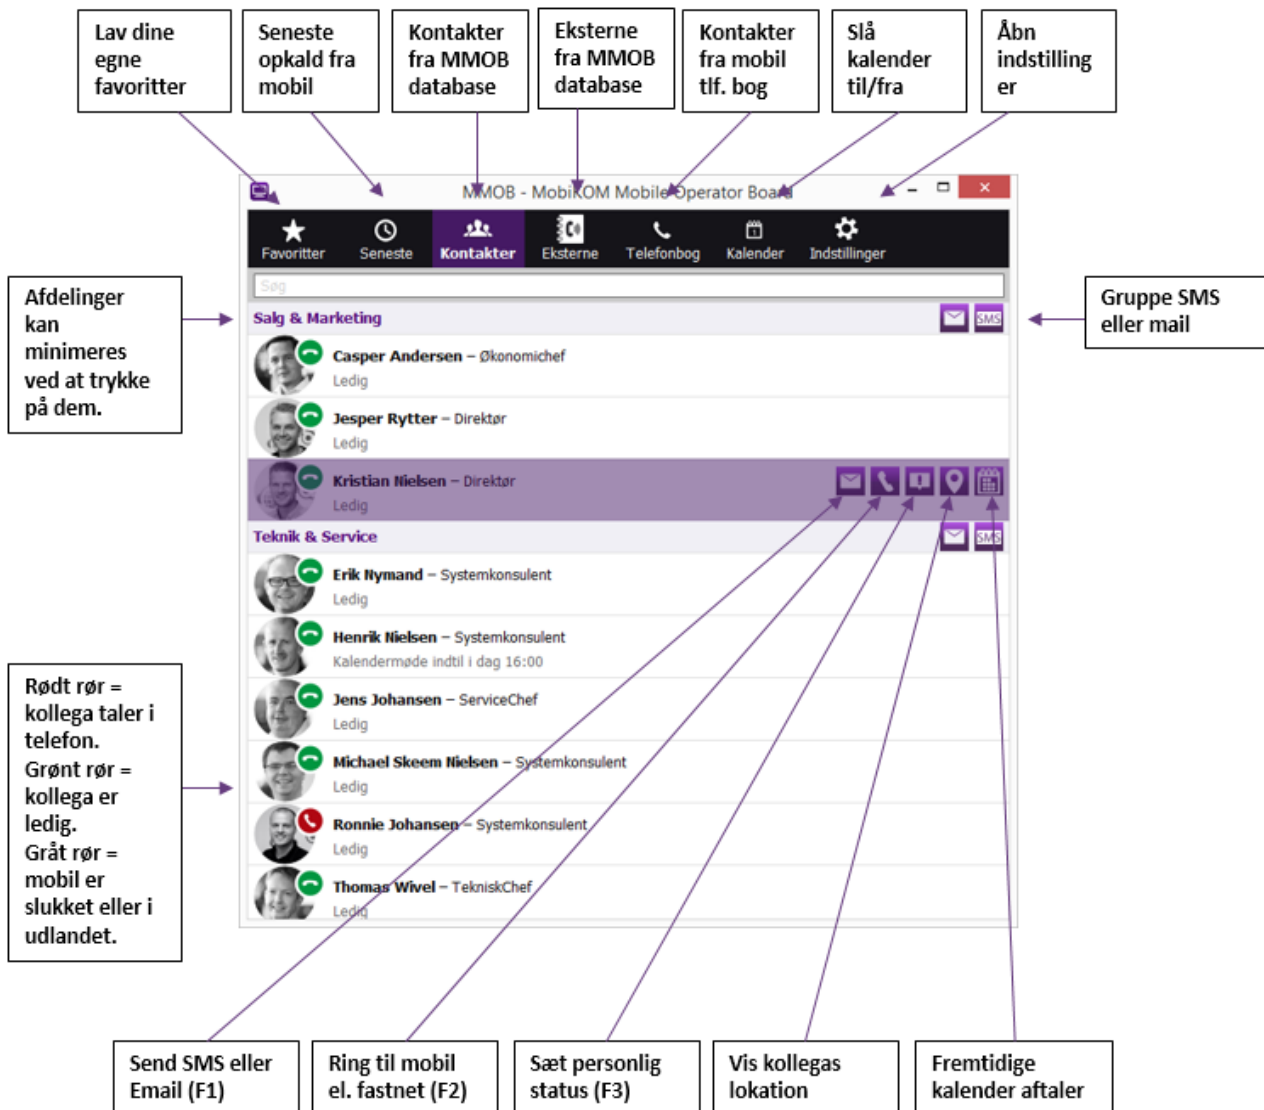 Lav dine
egne
favoritter
Seneste
opkald fra
mobil
Kontakter
fra MMOB
database
Eksterne
fra MMOB
database
Kontakter
fra mobil
tlf. bog
Slå
kalender
til/fra
Åbn
indstilling
er
MMOB - MobiKOM Mobile Operator Board
Favoritter
Seneste
Kontakter
Eksterne
Telefonbog
Kalender
Indstillinger
Søg
Afdelinger
kan
minimeres
ved at trykke
på dem.
Salg & Marketing
SMS
Gruppe SMS
eller mail
Casper Andersen – Økonomichef
Ledig
Jesper Rytter – Direktør
Ledig
Kristian Nielsen – Direktør
Ledig
Teknik & Service
SMS
Erik Nymand – Systemkonsulent
Ledig
Henrik Nielsen – Systemkonsulent
Kalendermøde indtil i dag 16:00
Jens Johansen – ServiceChef
Ledig
Michael Skeem Nielsen – Systemkonsulent
Ledig
Ronnie Johansen – Systemkonsulent
Ledig
Thomas Wivel – TekniskChef
Ledig
Rødt rør =
kollega taler i
telefon.
Grønt rør =
kollega er
ledig.
Gråt rør =
mobil er
slukket eller i
udlandet.
Send SMS eller
Email (F1)
Ring til mobil
el. fastnet (F2)
Sæt personlig
status (F3)
Vis kollegas
lokation
Fremtidige
kalender aftaler